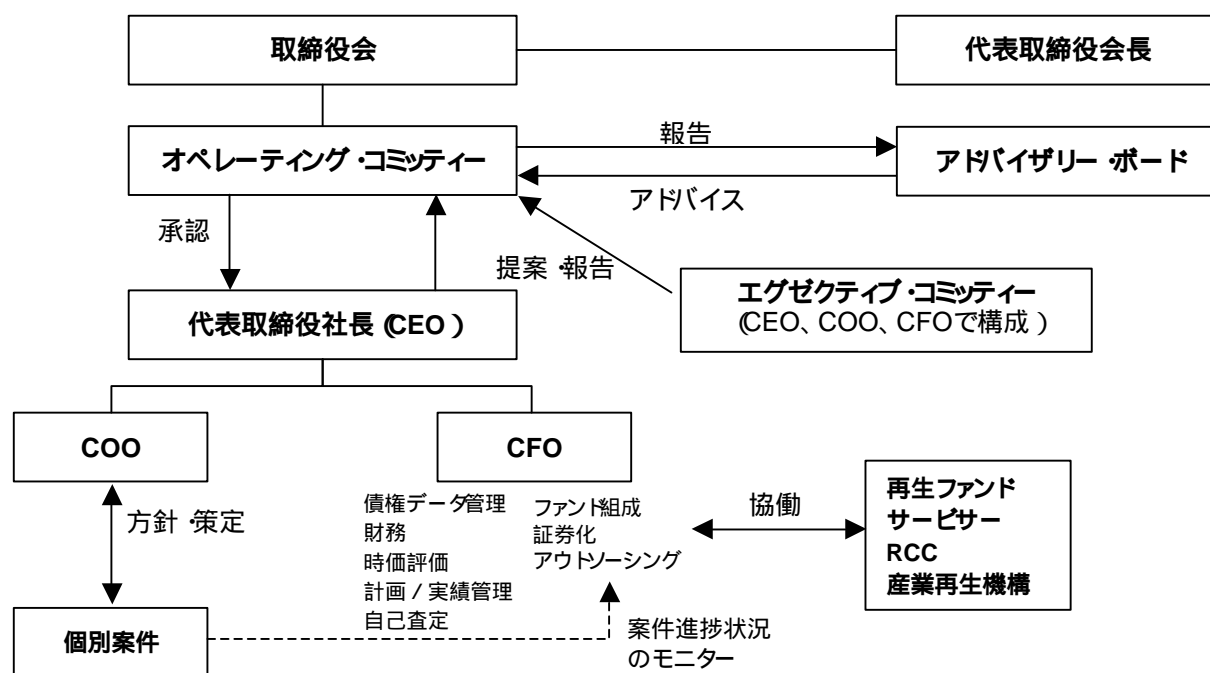 取締役会
代表取締役会長
オペレーティング・コミッティー
報告
アドバイザリー・ボード
アドバイス
承認
提案・報告
エグゼクティブ・コミッティー
(CEO、COO、CFOで構成)
代表取締役社長(CEO)
COO
CFO
方針・策定
債権データ管理
財務
時価評価
計画/実績管理
自己査定
ファンド組成
証券化
アウトソーシング
協働
再生ファンド
サービサー
RCC
産業再生機構
個別案件
案件進捗状況
のモニター